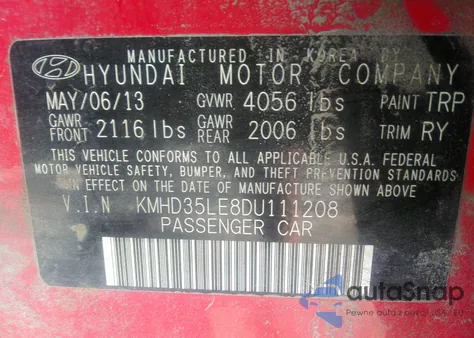 MANUFACTURED IN KOREA BY
HYUNDAI MOTOR COMPANY
MAY/06/13 GVWR 4056 lbs PAINT TRP
GAWR FRONT 2116 lbs GAWR REAR 2006 lbs TRIM RY
THIS VEHICLE CONFORMS TO ALL APPLICABLE U.S.A. FEDERAL
MOTOR VEHICLE SAFETY, BUMPER, AND THEFT PREVENTION STANDARDS
IN EFFECT ON THE DATE OF MANUFACTURE SHOWN ABOVE.
V.I.N KMHD35LE8DU111208
PASSENGER CAR
autoSnap
Pewne auta z